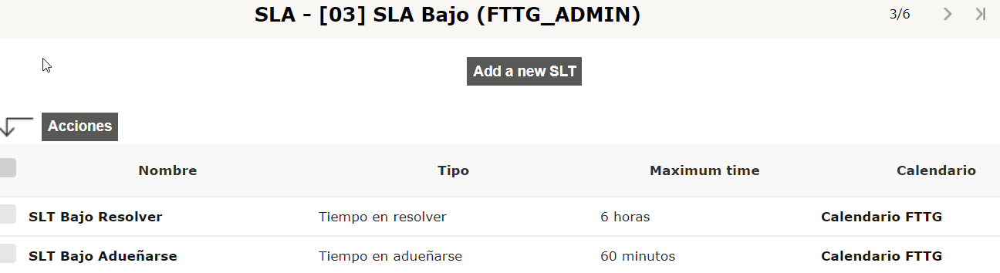 SLA - [03] SLA Bajo (FTTG_ADMIN) 3/6
Add a new SLT
Acciones
Nombre Tipo Maximum time Calendario
SLT Bajo Resolver Tiempo en resolver 6 horas Calendario FTTG
SLT Bajo Adueñarse Tiempo en adueñarse 60 minutos Calendario FTTG